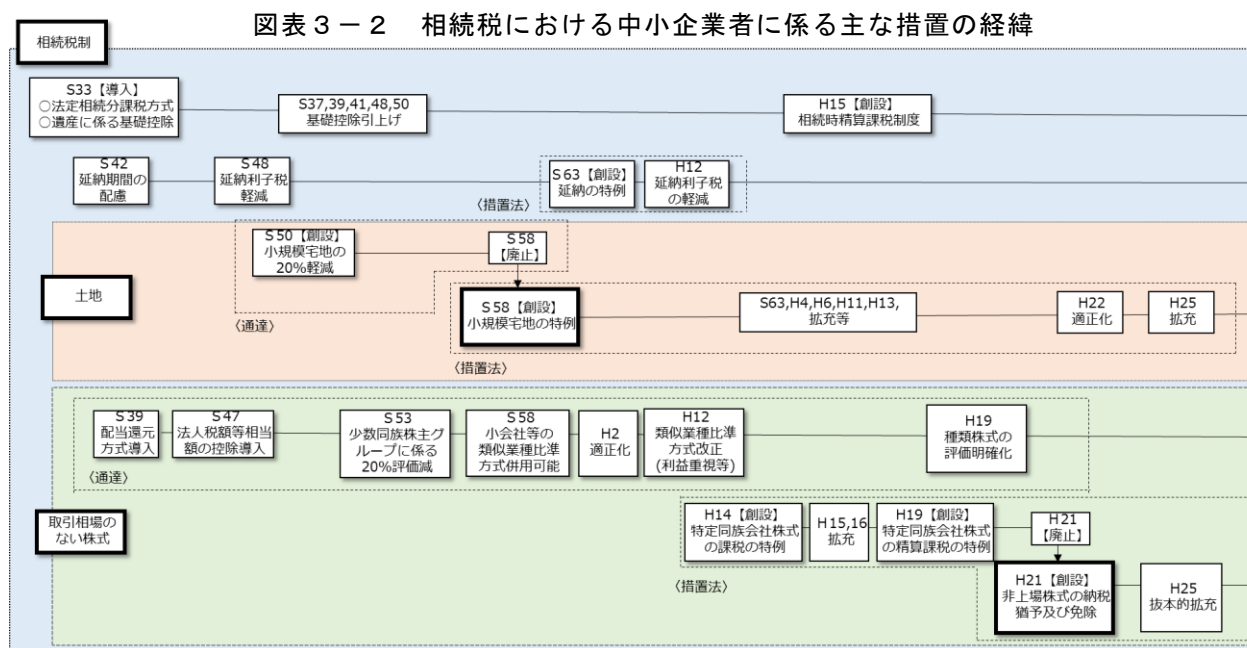 図表３－２　相続税における中小企業者に係る主な措置の経緯
相続税制
S33【導入】
○法定相続分課税方式
○遺産に係る基礎控除
S37,39,41,48,50
基礎控除引上げ
H15【創設】
相続時精算課税制度
S42
延納期間の
配慮
S48
延納利子税
軽減
〈措置法〉
S63【創設】
延納の特例
H12
延納利子税
の軽減
土地
S50【創設】
小規模宅地の
20%軽減
S58
【廃止】
〈通達〉
S58【創設】
小規模宅地の特例
S63,H4,H6,H11,H13,
拡充等
H22
適正化
H25
拡充
〈措置法〉
取引相場の
ない株式
S39
配当還元
方式導入
S47
法人税額等相当
額の控除導入
S53
少数同族株主グ
ループに係る
20%評価減
S58
小会社等の
類似業種比準
方式併用可能
H2
適正化
H12
類似業種比準
方式改正
(利益重視等)
H19
種類株式の
評価明確化
〈通達〉
H14【創設】
特定同族会社株式
の課税の特例
H15,16
拡充
H19【創設】
特定同族会社株式
の精算課税の特例
H21
【廃止】
〈措置法〉
H21【創設】
非上場株式の納税
猶予及び免除
H25
抜本的拡充